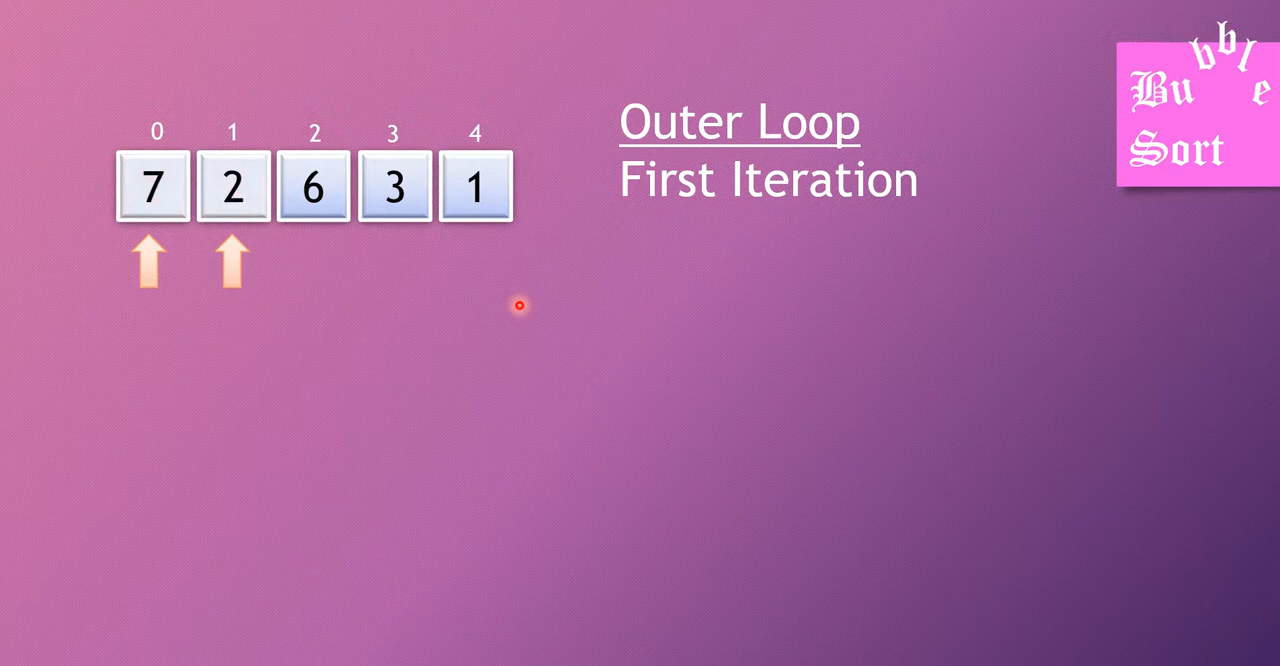 0 1 2 3 4
7 2 6 3 1
Outer Loop
First Iteration
Bubble
Sort